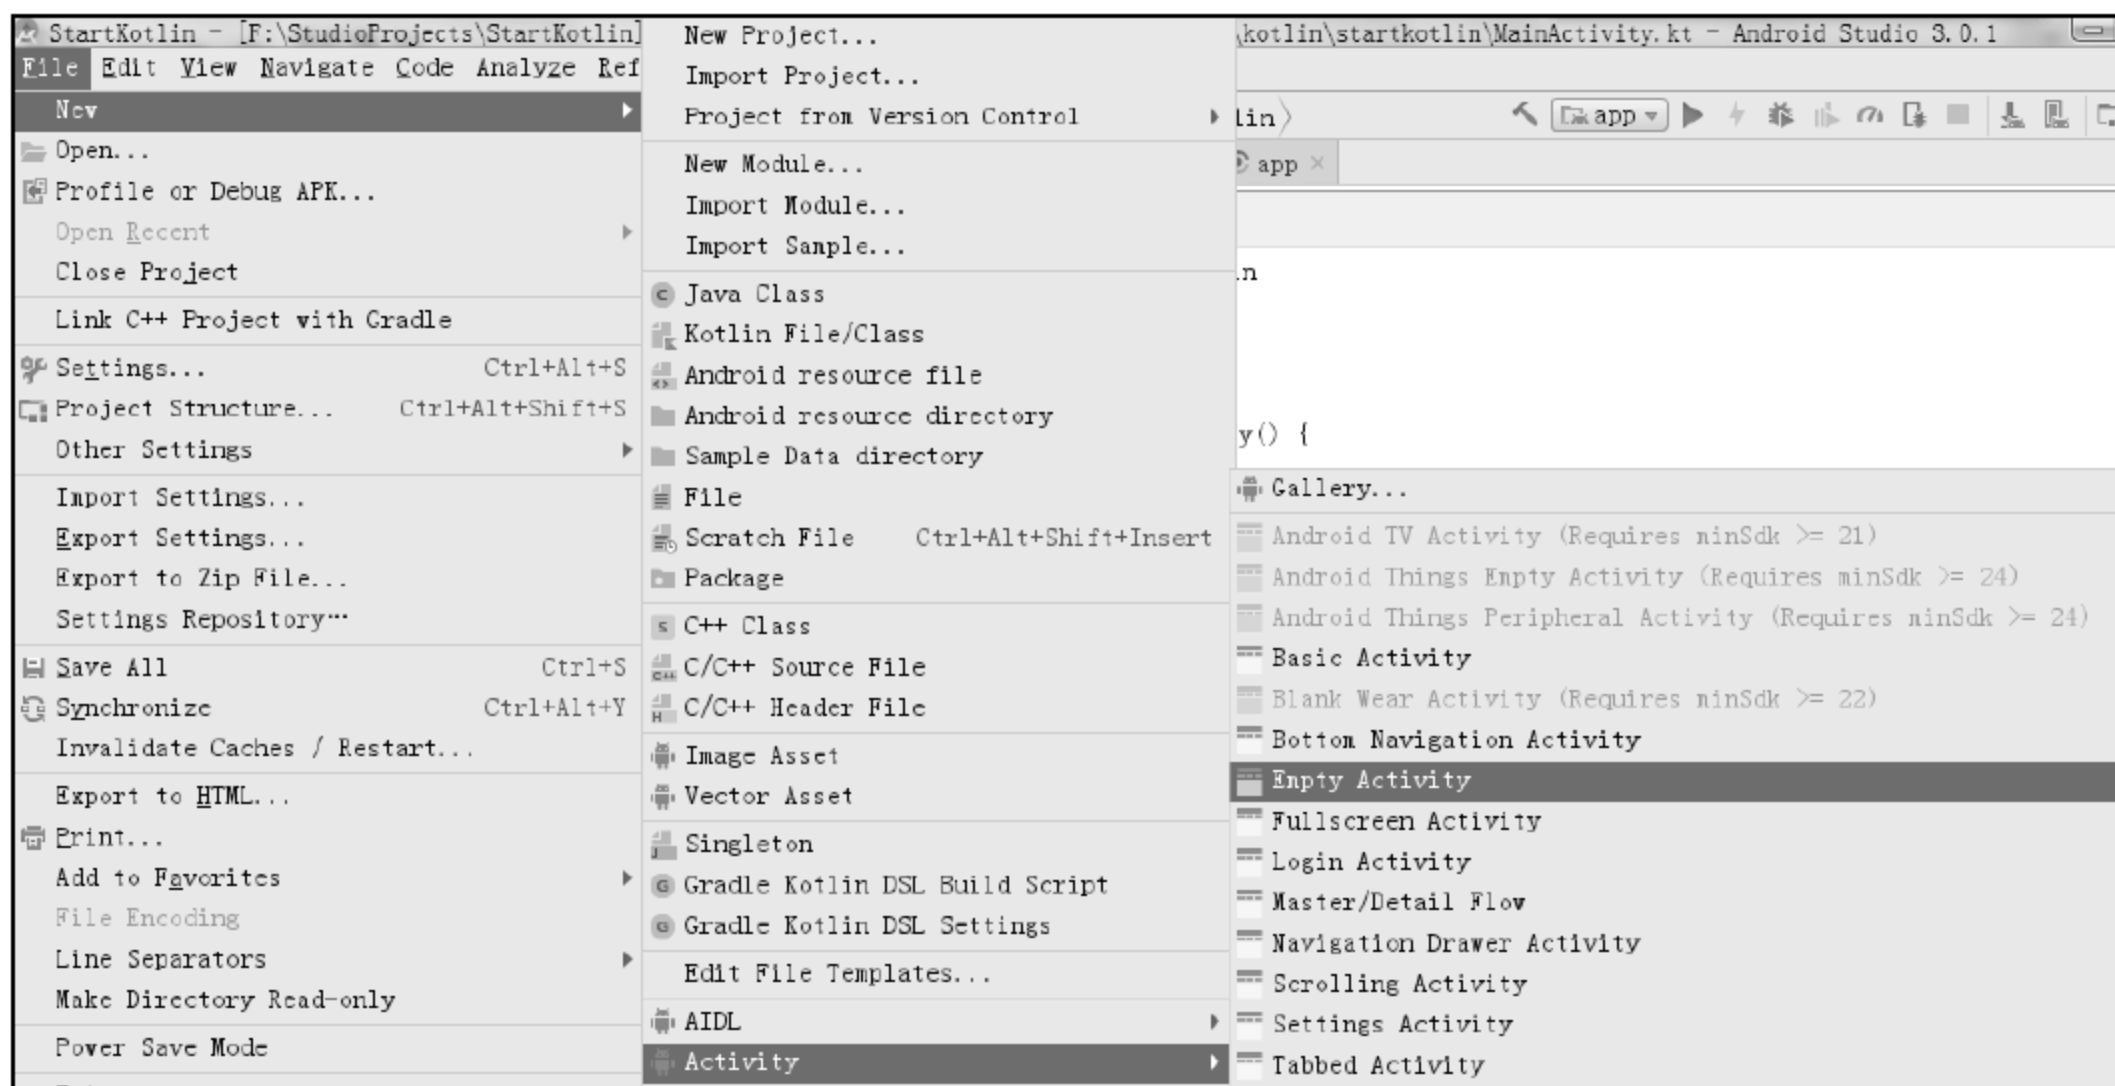 StartKotlin - [F:\StudioProjects\StartKotlin]
\kotlin\startkotlin\MainActivity.kt - Android Studio 3.0.1
File Edit View Navigate Code Analyze Ref
New
Open...
Profile or Debug APK...
Open Recent
Close Project
Link C++ Project with Gradle
Settings... Ctrl+Alt+S
Project Structure... Ctrl+Alt+Shift+S
Other Settings
Import Settings...
Export Settings...
Export to Zip File...
Settings Repository…
Save All Ctrl+S
Synchronize Ctrl+Alt+Y
Invalidate Caches / Restart...
Export to HTML...
Print...
Add to Favorites
File Encoding
Line Separators
Make Directory Read-only
Power Save Mode
New Project...
Import Project...
Project from Version Control
New Module...
Import Module...
Import Sample...
Java Class
Kotlin File/Class
Android resource file
Android resource directory
Sample Data directory
File
Scratch File Ctrl+Alt+Shift+Insert
Package
C++ Class
C/C++ Source File
C/C++ Header File
Image Asset
Vector Asset
Singleton
Gradle Kotlin DSL Build Script
Gradle Kotlin DSL Settings
Edit File Templates...
AIDL
Activity
lin
app
app
in
y() {
Gallery...
Android TV Activity (Requires minSdk >= 21)
Android Things Empty Activity (Requires minSdk >= 24)
Android Things Peripheral Activity (Requires minSdk >= 24)
Basic Activity
Blank Wear Activity (Requires minSdk >= 22)
Bottom Navigation Activity
Empty Activity
Fullscreen Activity
Login Activity
Master/Detail Flow
Navigation Drawer Activity
Scrolling Activity
Settings Activity
Tabbed Activity